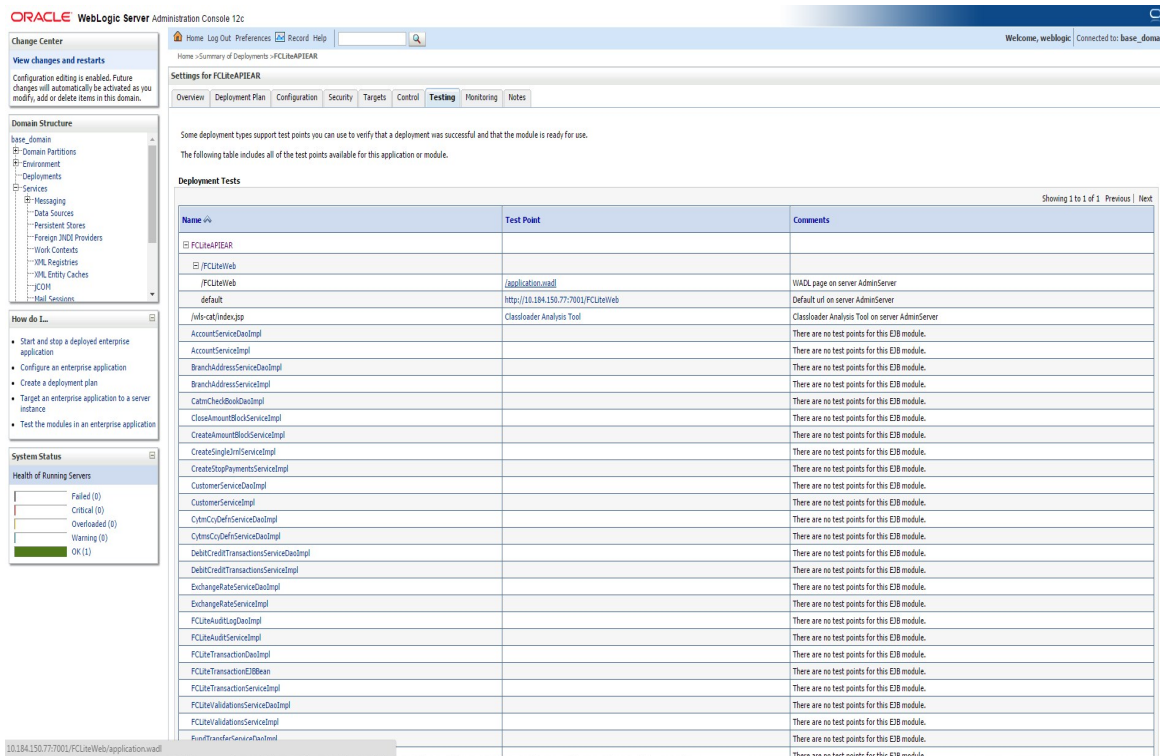 ORACLE WebLogic Server Administration Console 12c
Change Center
View changes and restarts
Configuration editing is enabled. Future
changes will automatically be activated as you
modify, add or delete items in this domain.
Domain Structure
base_domain
Domain Partitions
Environment
Deployments
Services
Messaging
Data Sources
Persistent Stores
Foreign JNDI Providers
Work Contexts
XML Registries
XML Entity Caches
jCOM
Mail Sessions
How do I...
Start and stop a deployed enterprise
application
Configure an enterprise application
Create a deployment plan
Target an enterprise application to a server
instance
Test the modules in an enterprise application
System Status
Health of Running Servers
Failed (0)
Critical (0)
Overloaded (0)
Warning (0)
OK (1)
Home Log Out Preferences Record Help
Welcome, weblogic Connected to: base_doma
Home >Summary of Deployments >FCLiteAPIEAR
Settings for FCLiteAPIEAR
Overview Deployment Plan Configuration Security Targets Control Testing Monitoring Notes
Some deployment types support test points you can use to verify that a deployment was successful and that the module is ready for use.
The following table includes all of the test points available for this application or module.
Deployment Tests
Showing 1 to 1 of 1 Previous | Next
Name Test Point Comments
FCLiteAPIEAR
/FCLiteWeb
/FCLiteWeb /application.wadl WADL page on server AdminServer
default http://10.184.150.77:7001/FCLiteWeb Default url on server AdminServer
/wls-cat/index.jsp Classloader Analysis Tool Classloader Analysis Tool on server AdminServer
AccountServiceDaoImpl There are no test points for this EJB module.
AccountServiceImpl There are no test points for this EJB module.
BranchAddressServiceDaoImpl There are no test points for this EJB module.
BranchAddressServiceImpl There are no test points for this EJB module.
CatmCheckBookDaoImpl There are no test points for this EJB module.
CloseAmountBlockServiceImpl There are no test points for this EJB module.
CreateAmountBlockServiceImpl There are no test points for this EJB module.
CreateSingleJrnlServiceImpl There are no test points for this EJB module.
CreateStopPaymentsServiceImpl There are no test points for this EJB module.
CustomerServiceDaoImpl There are no test points for this EJB module.
CustomerServiceImpl There are no test points for this EJB module.
CytmCcyDefnServiceDaoImpl There are no test points for this EJB module.
CytmsCcyDefnServiceImpl There are no test points for this EJB module.
DebitCreditTransactionsServiceDaoImpl There are no test points for this EJB module.
DebitCreditTransactionsServiceImpl There are no test points for this EJB module.
ExchangeRateServiceDaoImpl There are no test points for this EJB module.
ExchangeRateServiceImpl There are no test points for this EJB module.
FCLiteAuditLogDaoImpl There are no test points for this EJB module.
FCLiteAuditServiceImpl There are no test points for this EJB module.
FCLiteTransactionDaoImpl There are no test points for this EJB module.
FCLiteTransactionEJBBean There are no test points for this EJB module.
FCLiteTransactionServiceImpl There are no test points for this EJB module.
FCLiteValidationsServiceDaoImpl There are no test points for this EJB module.
FCLiteValidationsServiceImpl There are no test points for this EJB module.
FundTransferServiceDaoImpl There are no test points for this EJB module.
There are no test points for this EJB module.
10.184.150.77:7001/FCLiteWeb/application.wadl